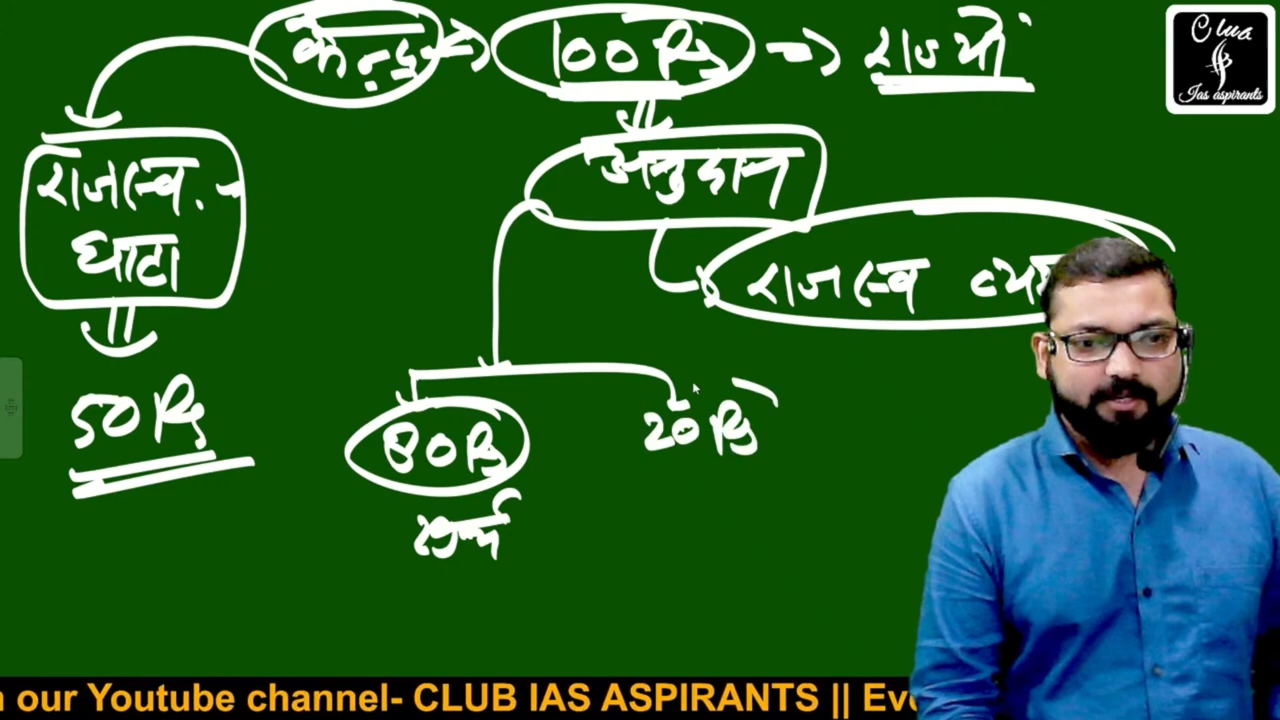 केन्द्र => 100 Rs => राज्यों
Club
Ias aspirants
अनुदान
राजस्व
घाटा
राजस्व व्यय
50 Rs
80 Rs
20 Rs
खर्च
our Youtube channel- CLUB IAS ASPIRANTS ||